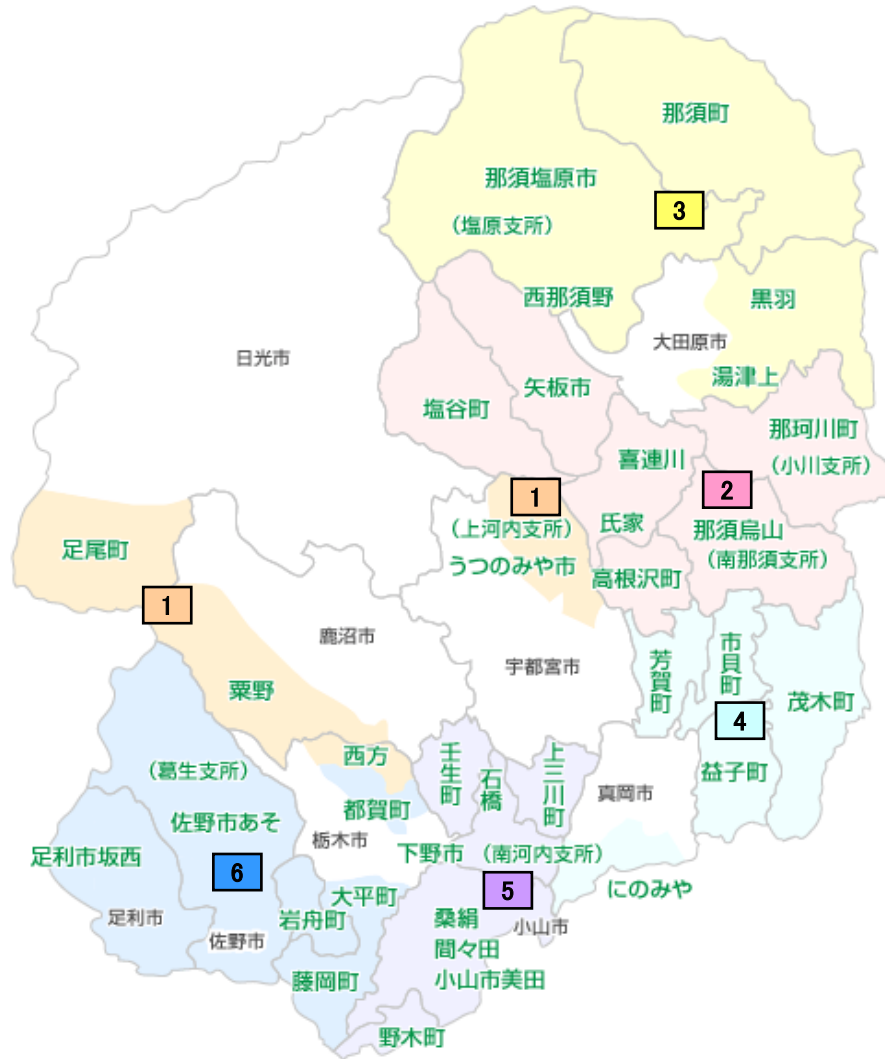 那須町
那須塩原市
3
(塩原支所)
西那須野
黒羽
大田原市
日光市
湯津上
矢板市
塩谷町
那珂川町
喜連川
(小川支所)
2
1
(上河内支所)
氏家
那須烏山
足尾町
うつのみや市
(南那須支所)
高根沢町
1
鹿沼市
宇都宮市
芳賀町
市貝町
粟野
茂木町
4
西方
壬生町
石橋
上三川町
(葛生支所)
益子町
真岡市
都賀町
佐野市あそ
栃木市
足利市坂西
下野市
(南河内支所)
6
5
にのみや
大平町
足利市
岩舟町
桑絹
小山市
佐野市
間々田
藤岡町
小山市美田
野木町